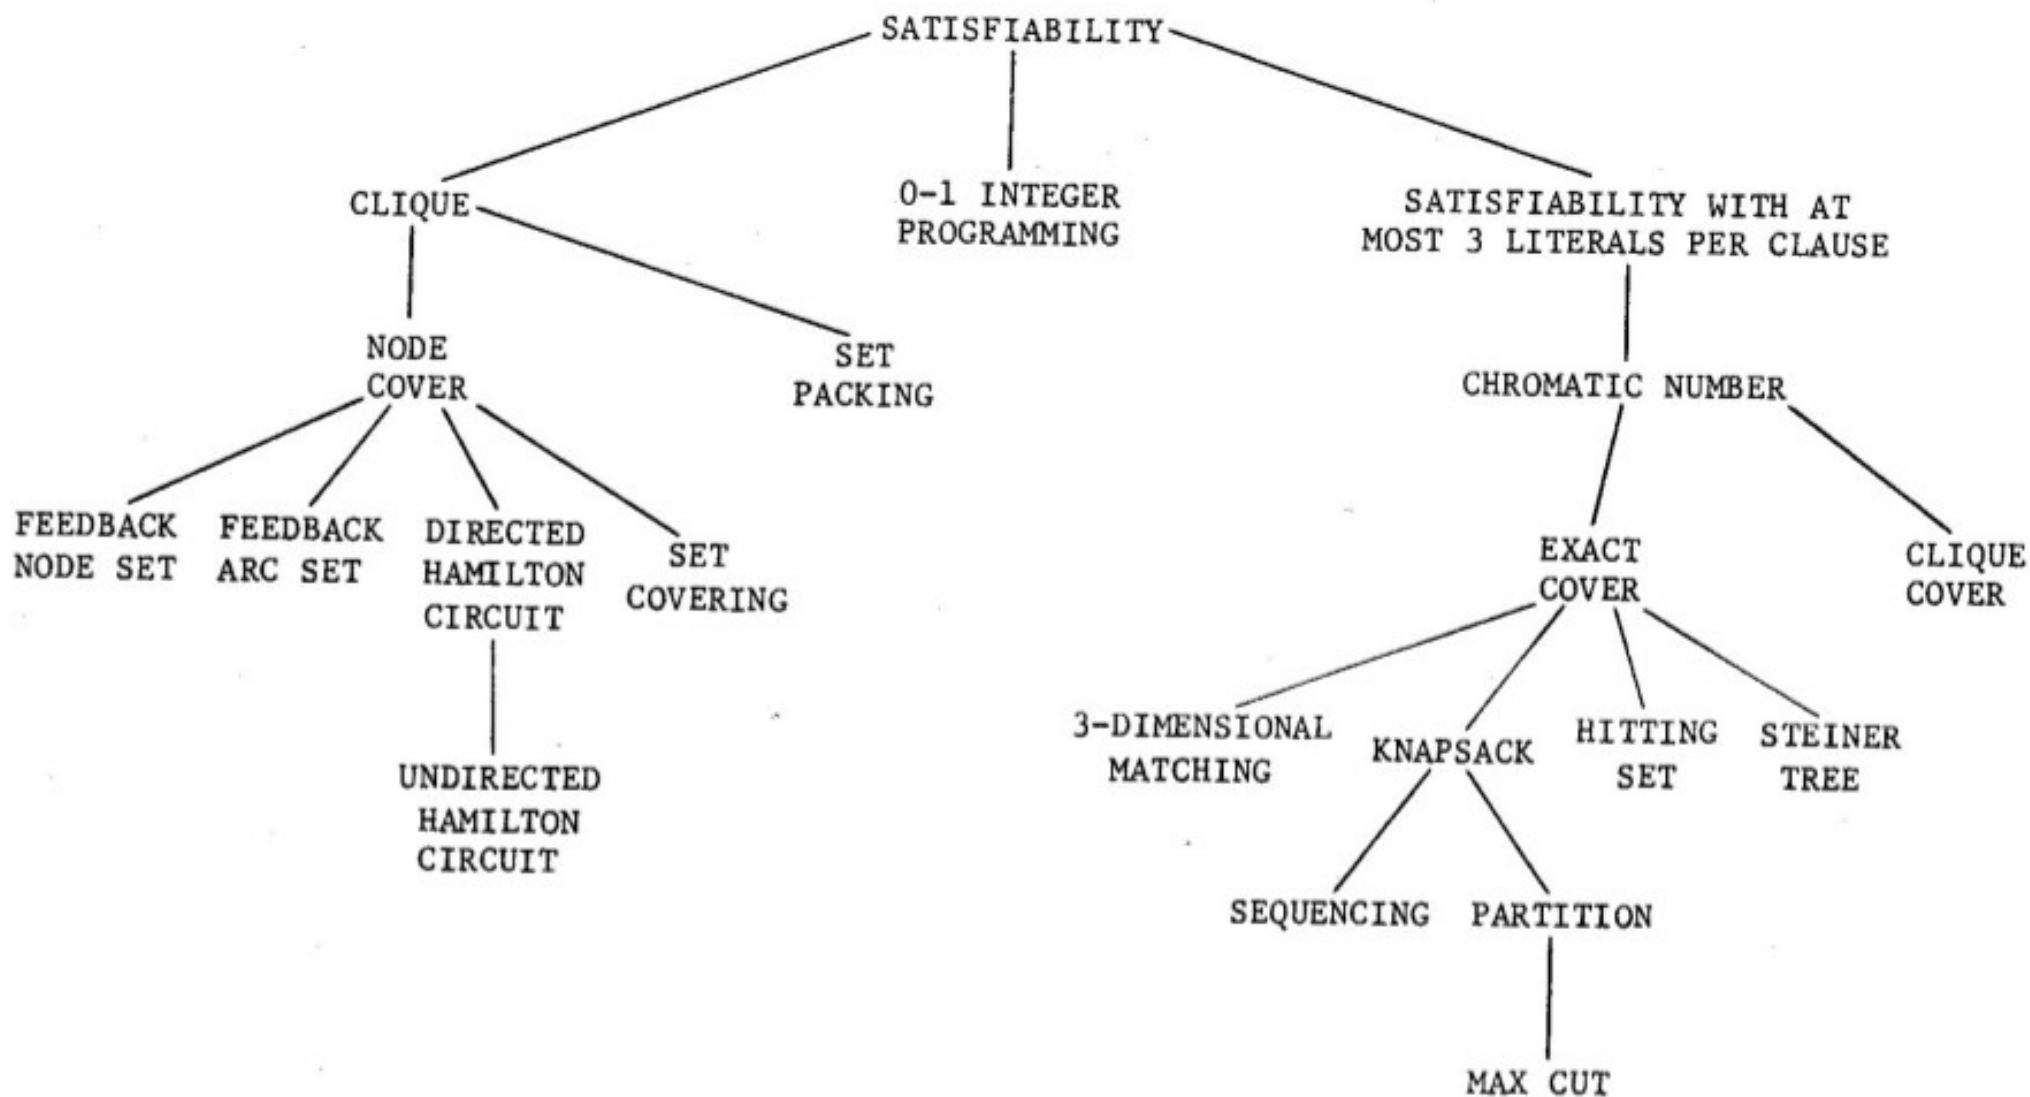 SATISFIABILITY
CLIQUE
0-1 INTEGER
PROGRAMMING
SATISFIABILITY WITH AT
MOST 3 LITERALS PER CLAUSE
NODE
COVER
SET
PACKING
CHROMATIC NUMBER
FEEDBACK
NODE SET
FEEDBACK
ARC SET
DIRECTED
HAMILTON
CIRCUIT
SET
COVERING
EXACT
COVER
CLIQUE
COVER
UNDIRECTED
HAMILTON
CIRCUIT
3-DIMENSIONAL
MATCHING
KNAPSACK
HITTING
SET
STEINER
TREE
SEQUENCING
PARTITION
MAX CUT